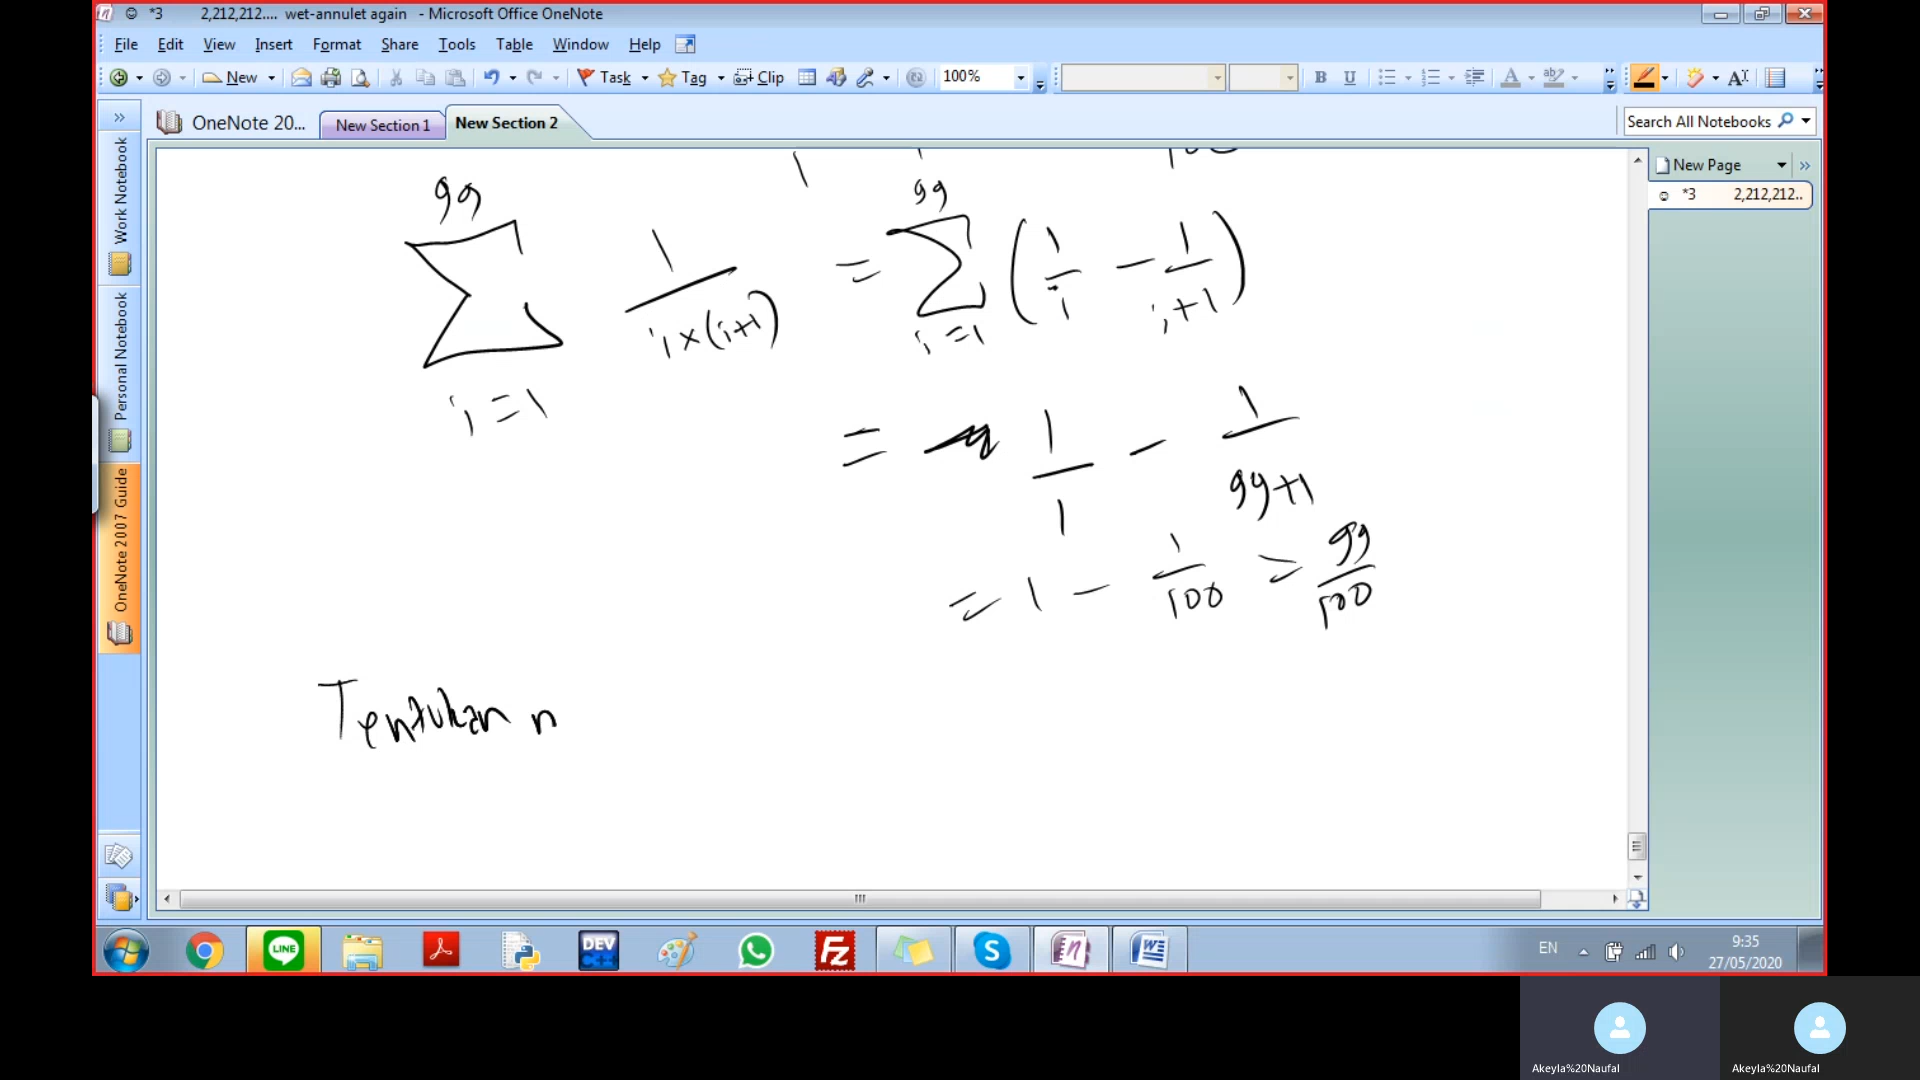 *3 2,212,212.... wet-annulet again - Microsoft Office OneNote
File Edit View Insert Format Share Tools Table Window Help
New Task Tag Clip 100% B U A ab A
OneNote 20... New Section 1 New Section 2 Search All Notebooks
New Page
*3 2,212,212..
Work Notebook
Personal Notebook
OneNote 2007 Guide
99
∑ 1/(i×(i+1)) = ∑ (1/i − 1/(i+1))
i=1
99
i=1
= 1/1 − 1/(99+1)
= 1 − 1/100 = 99/100
Tentukan n
LINE DEV C++ Fz S W
EN 9:35
27/05/2020
Akeyla%20Naufal Akeyla%20Naufal